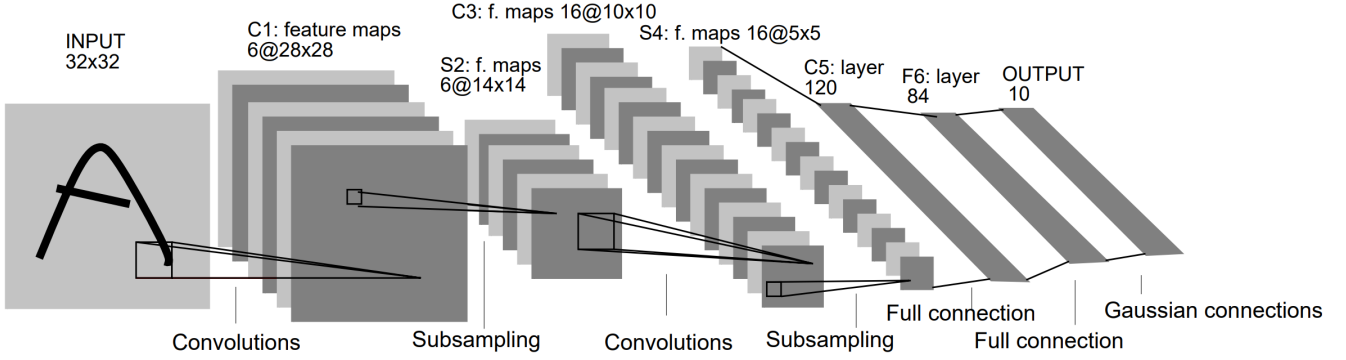 INPUT
32x32
C1: feature maps
6@28x28
S2: f. maps
6@14x14
C3: f. maps 16@10x10
S4: f. maps 16@5x5
C5: layer
120
F6: layer
84
OUTPUT
10
Convolutions
Subsampling
Convolutions
Subsampling
Full connection
Full connection
Gaussian connections